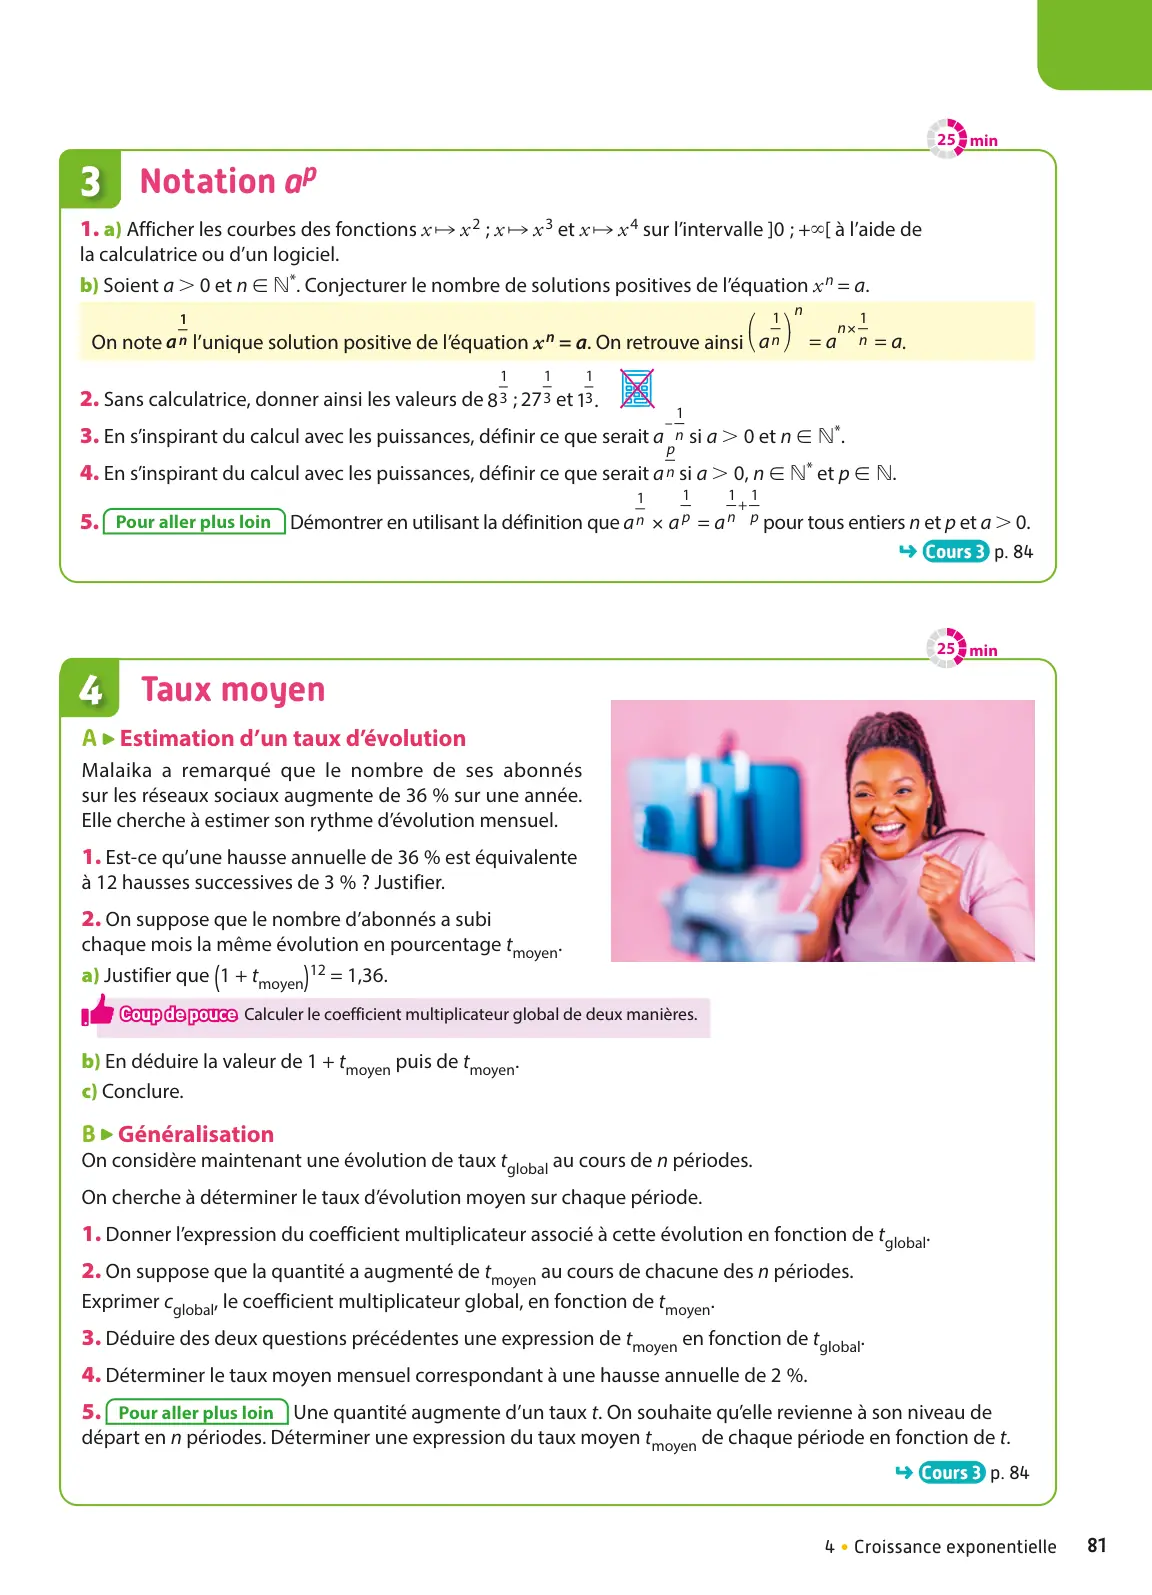 25 min
3 Notation aᵖ
1. a) Afficher les courbes des fonctions x ↦ x² ; x ↦ x³ et x ↦ x⁴ sur l’intervalle ]0 ; +∞[ à l’aide de
la calculatrice ou d’un logiciel.
b) Soient a > 0 et n ∈ ℕ*. Conjecturer le nombre de solutions positives de l’équation xⁿ = a.
On note a^(1/n) l’unique solution positive de l’équation xⁿ = a. On retrouve ainsi (a^(1/n))^n = a^(n×1/n) = a.
2. Sans calculatrice, donner ainsi les valeurs de 8^(1/3) ; 27^(1/3) et 1^(1/3).
3. En s’inspirant du calcul avec les puissances, définir ce que serait a^(–1/n) si a > 0 et n ∈ ℕ*.
4. En s’inspirant du calcul avec les puissances, définir ce que serait a^(p/n) si a > 0, n ∈ ℕ* et p ∈ ℕ.
5. Pour aller plus loin Démontrer en utilisant la définition que a^(1/n) × a^(1/p) = a^(1/n + 1/p) pour tous entiers n et p et a > 0.
↪ Cours 3 p. 84
25 min
4 Taux moyen
A ▸ Estimation d’un taux d’évolution
Malaika a remarqué que le nombre de ses abonnés
sur les réseaux sociaux augmente de 36 % sur une année.
Elle cherche à estimer son rythme d’évolution mensuel.
1. Est-ce qu’une hausse annuelle de 36 % est équivalente
à 12 hausses successives de 3 % ? Justifier.
2. On suppose que le nombre d’abonnés a subi
chaque mois la même évolution en pourcentage t_moyen.
a) Justifier que (1 + t_moyen)¹² = 1,36.
Coup de pouce Calculer le coefficient multiplicateur global de deux manières.
b) En déduire la valeur de 1 + t_moyen puis de t_moyen.
c) Conclure.
B ▸ Généralisation
On considère maintenant une évolution de taux t_global au cours de n périodes.
On cherche à déterminer le taux d’évolution moyen sur chaque période.
1. Donner l’expression du coefficient multiplicateur associé à cette évolution en fonction de t_global.
2. On suppose que la quantité a augmenté de t_moyen au cours de chacune des n périodes.
Exprimer c_global, le coefficient multiplicateur global, en fonction de t_moyen.
3. Déduire des deux questions précédentes une expression de t_moyen en fonction de t_global.
4. Déterminer le taux moyen mensuel correspondant à une hausse annuelle de 2 %.
5. Pour aller plus loin Une quantité augmente d’un taux t. On souhaite qu’elle revienne à son niveau de
départ en n périodes. Déterminer une expression du taux moyen t_moyen de chaque période en fonction de t.
↪ Cours 3 p. 84
4 • Croissance exponentielle 81